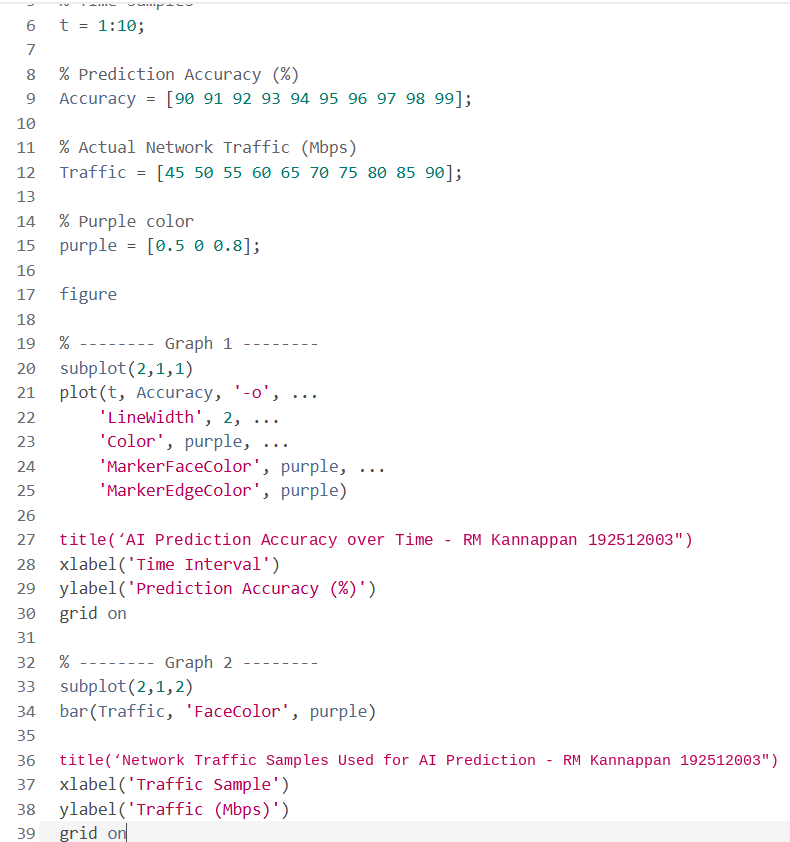 6 t = 1:10;
7
8 % Prediction Accuracy (%)
9 Accuracy = [90 91 92 93 94 95 96 97 98 99];
10
11 % Actual Network Traffic (Mbps)
12 Traffic = [45 50 55 60 65 70 75 80 85 90];
13
14 % Purple color
15 purple = [0.5 0 0.8];
16
17 figure
18
19 % -------- Graph 1 --------
20 subplot(2,1,1)
21 plot(t, Accuracy, '-o', ...
22     'LineWidth', 2, ...
23     'Color', purple, ...
24     'MarkerFaceColor', purple, ...
25     'MarkerEdgeColor', purple)
26
27 title(‘AI Prediction Accuracy over Time - RM Kannappan 192512003")
28 xlabel('Time Interval')
29 ylabel('Prediction Accuracy (%)')
30 grid on
31
32 % -------- Graph 2 --------
33 subplot(2,1,2)
34 bar(Traffic, 'FaceColor', purple)
35
36 title(‘Network Traffic Samples Used for AI Prediction - RM Kannappan 192512003")
37 xlabel('Traffic Sample')
38 ylabel('Traffic (Mbps)')
39 grid on